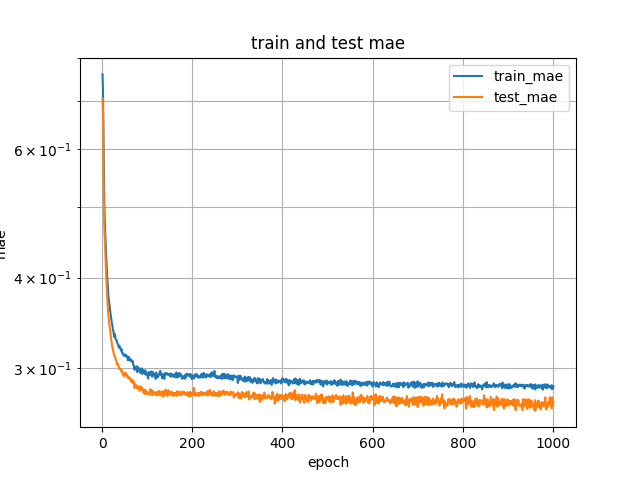 train and test mae
train_mae
test_mae
6 × 10⁻¹
4 × 10⁻¹
3 × 10⁻¹
mae
0
200
400
600
800
1000
epoch